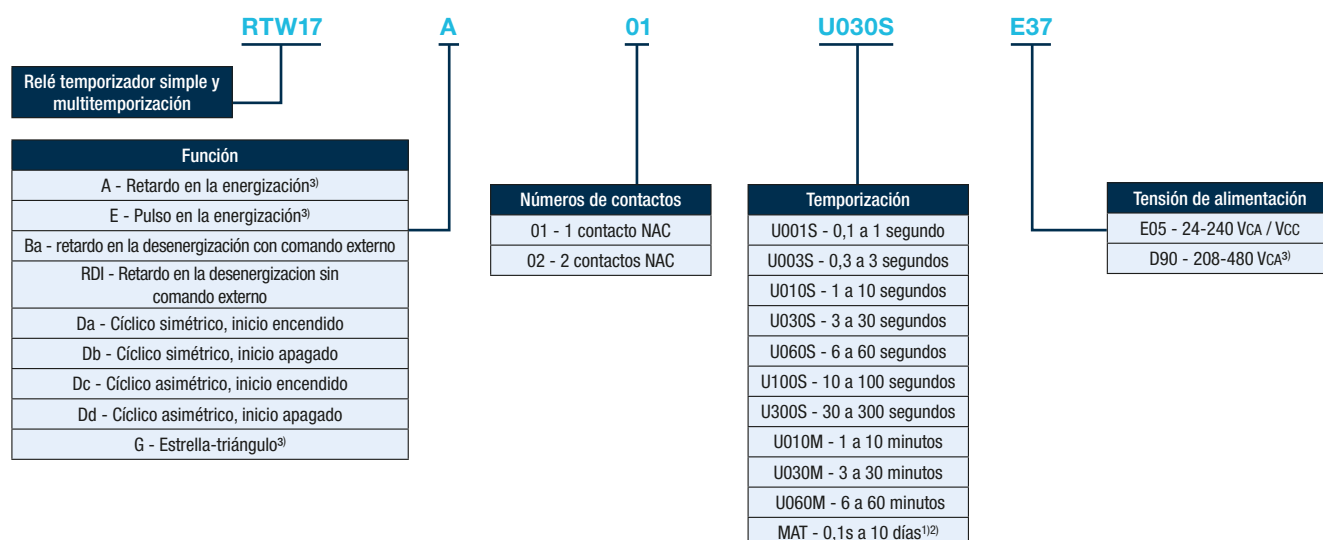 RTW17 A 01 U030S E37
Relé temporizador simple y
multitemporización
Función
A - Retardo en la energización³⁾
E - Pulso en la energización³⁾
Ba - retardo en la desenergización con comando externo
RDI - Retardo en la desenergizacion sin
comando externo
Da - Cíclico simétrico, inicio encendido
Db - Cíclico simétrico, inicio apagado
Dc - Cíclico asimétrico, inicio encendido
Dd - Cíclico asimétrico, inicio apagado
G - Estrella-triángulo³⁾
Números de contactos
01 - 1 contacto NAC
02 - 2 contactos NAC
Temporización
U001S - 0,1 a 1 segundo
U003S - 0,3 a 3 segundos
U010S - 1 a 10 segundos
U030S - 3 a 30 segundos
U060S - 6 a 60 segundos
U100S - 10 a 100 segundos
U300S - 30 a 300 segundos
U010M - 1 a 10 minutos
U030M - 3 a 30 minutos
U060M - 6 a 60 minutos
MAT - 0,1s a 10 días¹⁾²⁾
Tensión de alimentación
E05 - 24-240 VCA / VCC
D90 - 208-480 VCA³⁾